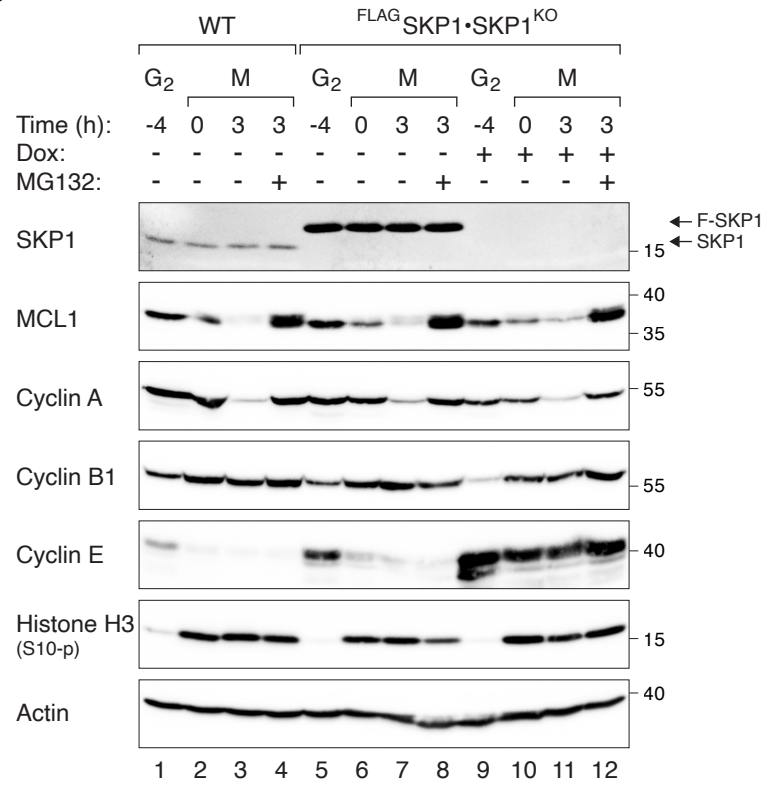 WT FLAGSKP1•SKP1KO
G2 M G2 M G2 M
Time (h): -4 0 3 3 -4 0 3 3 -4 0 3 3
Dox: - - - - - - - - + + + +
MG132: - - - + - - - + - - - +
SKP1 F-SKP1
15 SKP1
MCL1 40
35
Cyclin A 55
Cyclin B1 55
Cyclin E 40
Histone H3 15
(S10-p)
Actin 40
1 2 3 4 5 6 7 8 9 10 11 12